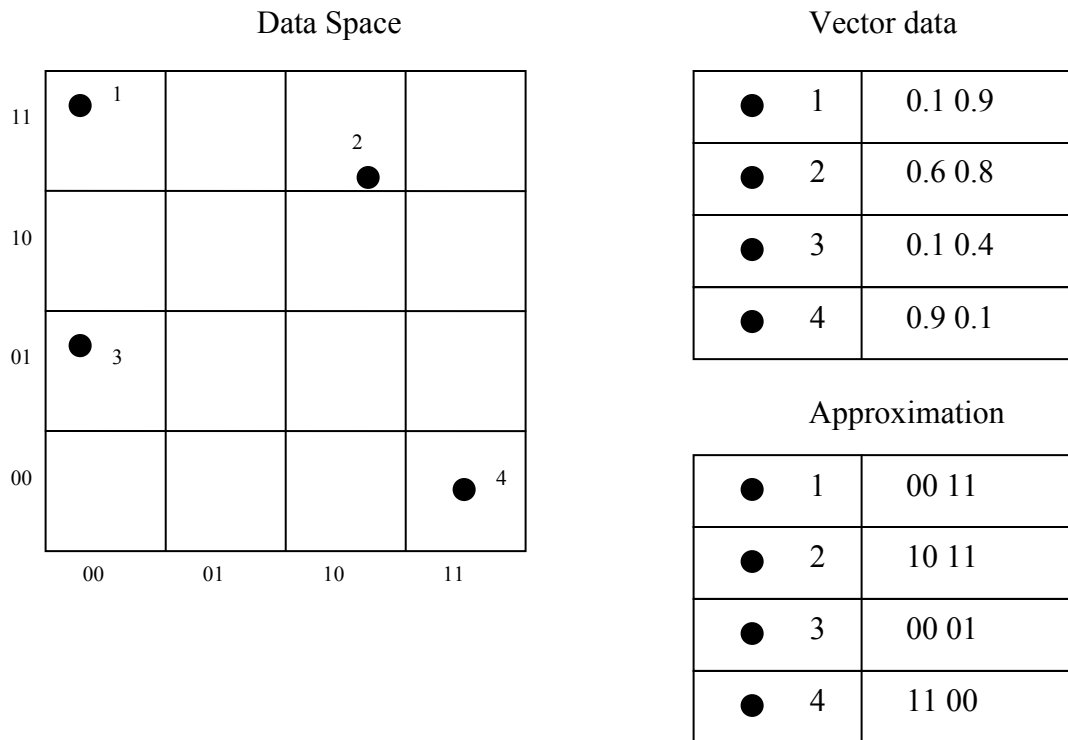 Data Space
11
10
01
00
1
2
3
4
00 01 10 11
Vector data
1 0.1 0.9
2 0.6 0.8
3 0.1 0.4
4 0.9 0.1
Approximation
1 00 11
2 10 11
3 00 01
4 11 00